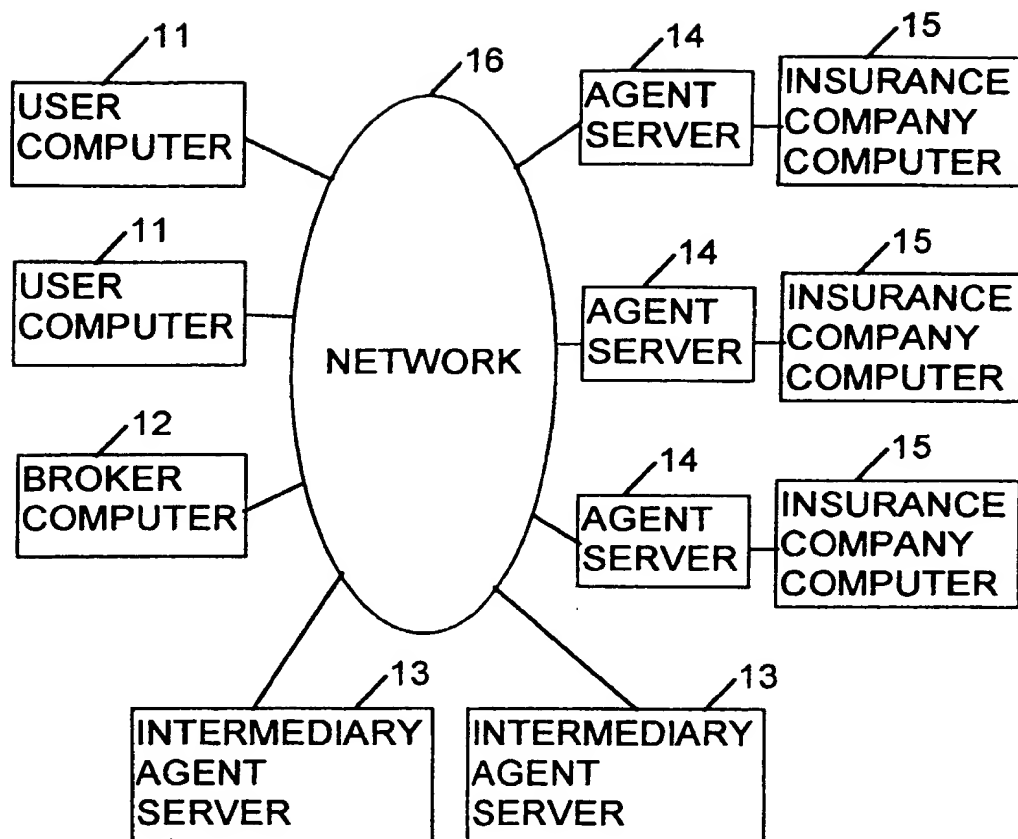 11
USER
COMPUTER
11
USER
COMPUTER
12
BROKER
COMPUTER
16
NETWORK
14
AGENT
SERVER
15
INSURANCE
COMPANY
COMPUTER
14
AGENT
SERVER
15
INSURANCE
COMPANY
COMPUTER
14
AGENT
SERVER
15
INSURANCE
COMPANY
COMPUTER
13
INTERMEDIARY
AGENT
SERVER
13
INTERMEDIARY
AGENT
SERVER